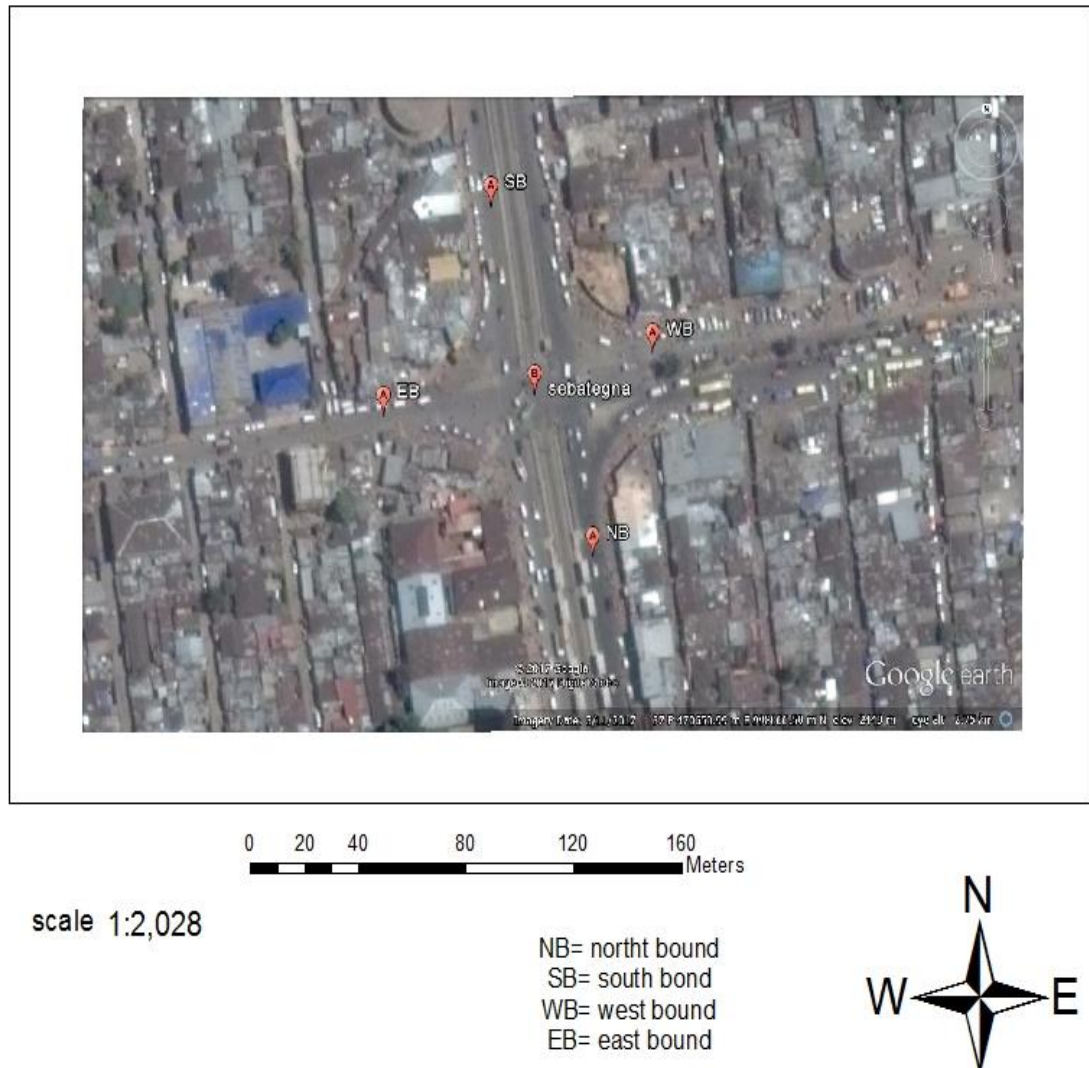 N
A SB
A WB
B
sebategna
A EB
A NB
Google earth
0 20 40 80 120 160
Meters
scale 1:2,028
NB= northt bound
SB= south bond
WB= west bound
EB= east bound
N
W E